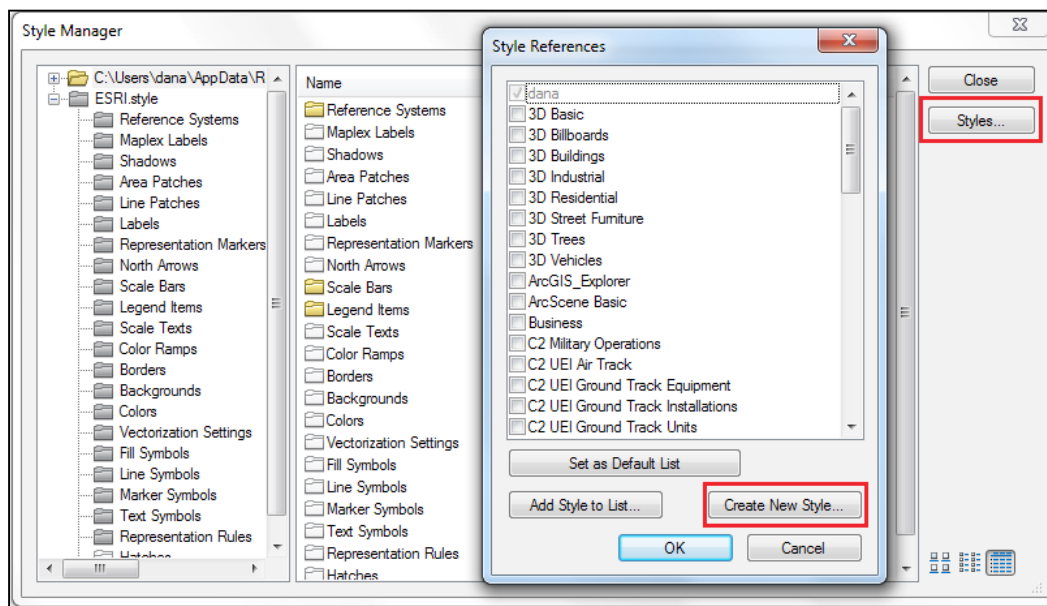 Style Manager
C:\Users\dana\AppData\R
ESRI.style
Reference Systems
Maplex Labels
Shadows
Area Patches
Line Patches
Labels
Representation Markers
North Arrows
Scale Bars
Legend Items
Scale Texts
Color Ramps
Borders
Backgrounds
Colors
Vectorization Settings
Fill Symbols
Line Symbols
Marker Symbols
Text Symbols
Representation Rules
Hatches
Name
Reference Systems
Maplex Labels
Shadows
Area Patches
Line Patches
Labels
Representation Markers
North Arrows
Scale Bars
Legend Items
Scale Texts
Color Ramps
Borders
Backgrounds
Colors
Vectorization Settings
Fill Symbols
Line Symbols
Marker Symbols
Text Symbols
Representation Rules
Hatches
Style References
dana
3D Basic
3D Billboards
3D Buildings
3D Industrial
3D Residential
3D Street Furniture
3D Trees
3D Vehicles
ArcGIS_Explorer
ArcScene Basic
Business
C2 Military Operations
C2 UEI Air Track
C2 UEI Ground Track Equipment
C2 UEI Ground Track Installations
C2 UEI Ground Track Units
Set as Default List
Add Style to List...
Create New Style...
OK
Cancel
Close
Styles...